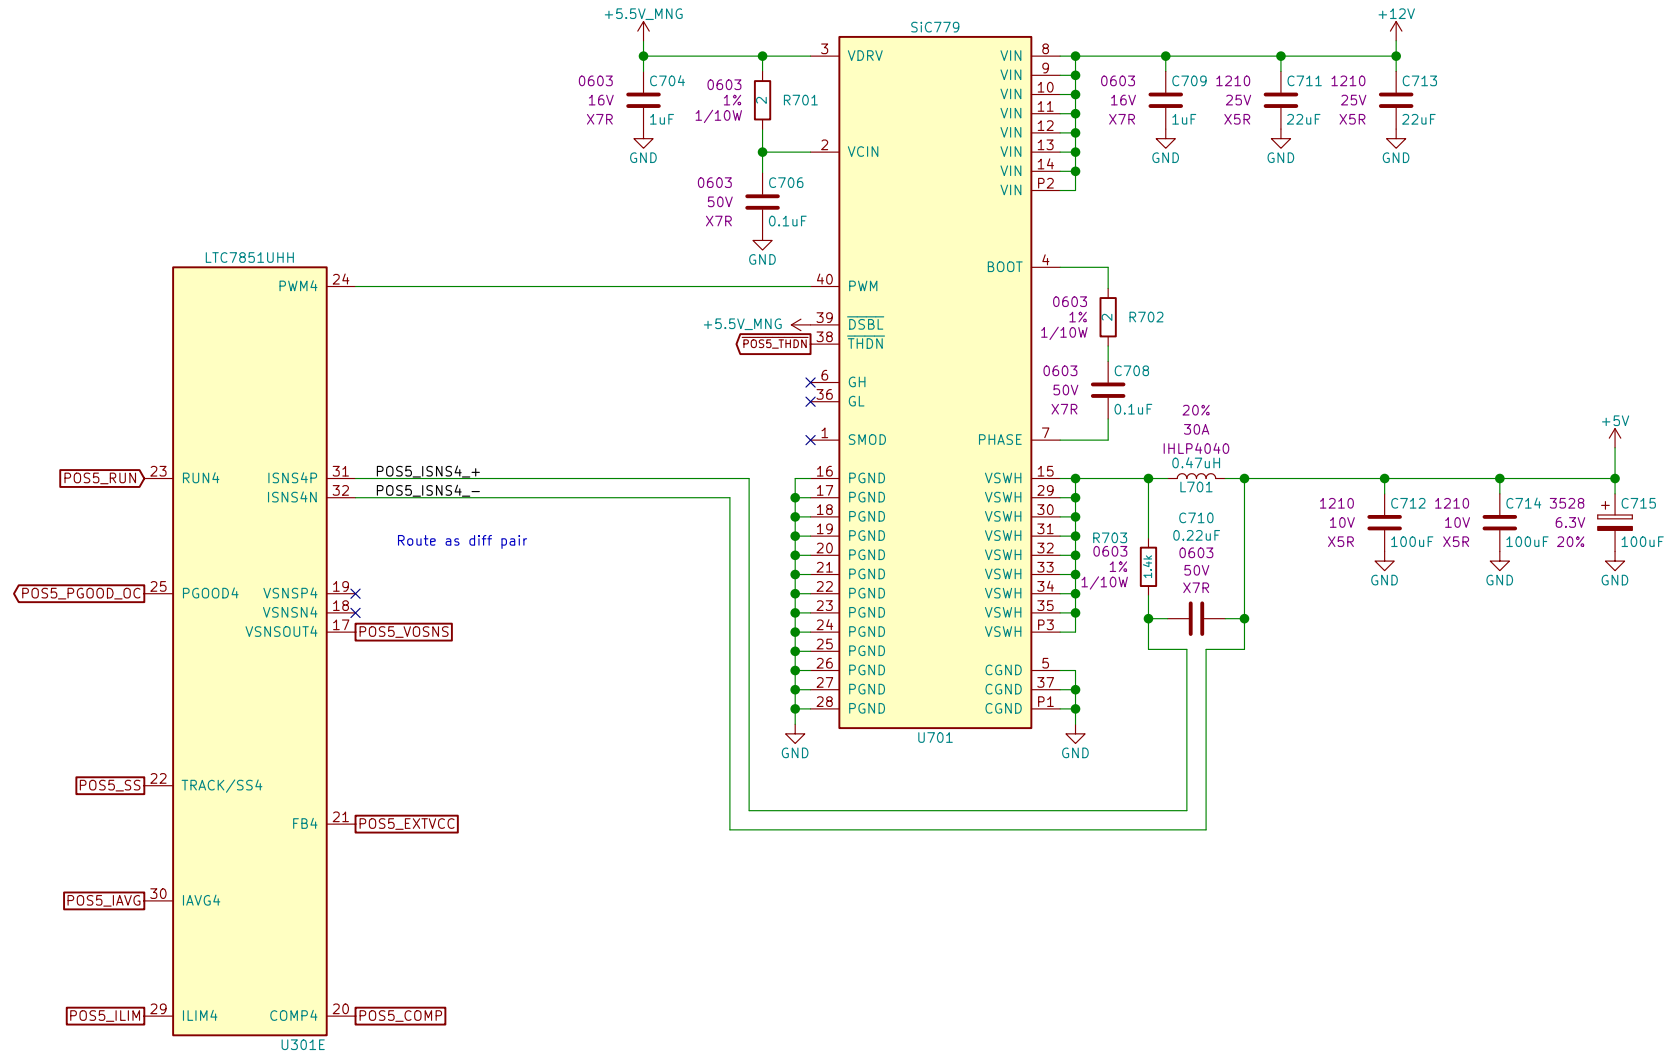 +5.5V_MNG
SiC779
+12V
3 VDRV
VIN 8
0603
16V
X7R
C704
1uF
GND
0603
1%
1/10W
2
R701
VIN 9
VIN 10
VIN 11
VIN 12
VIN 13
VIN 14
VIN P2
0603
16V
X7R
C709
1uF
GND
1210
25V
X5R
C711
22uF
GND
1210
25V
X5R
C713
22uF
GND
2 VCIN
0603
50V
X7R
C706
0.1uF
GND
LTC7851UHH
PWM4 24
40 PWM
BOOT 4
+5.5V_MNG
39 DSBL
POS5_THDN
38 THDN
0603
1%
1/10W
2
R702
6 GH
36 GL
1 SMOD
0603
50V
X7R
C708
0.1uF
PHASE 7
20%
30A
IHLP4040
0.47uH
L701
+5V
POS5_RUN
23 RUN4
ISNS4P 31
POS5_ISNS4_+
ISNS4N 32
POS5_ISNS4_-
Route as diff pair
16 PGND
17 PGND
18 PGND
19 PGND
20 PGND
21 PGND
22 PGND
23 PGND
24 PGND
25 PGND
26 PGND
27 PGND
28 PGND
GND
VSWH 15
VSWH 29
VSWH 30
VSWH 31
VSWH 32
VSWH 33
VSWH 34
VSWH 35
VSWH P3
CGND 5
CGND 37
CGND P1
GND
U701
R703
0603
1%
1/10W
1.4k
C710
0.22uF
0603
50V
X7R
1210
10V
X5R
C712
100uF
GND
1210
10V
X5R
C714
100uF
GND
3528
6.3V
20%
+
C715
100uF
GND
POS5_PGOOD_OC
25 PGOOD4
VSNSP4 19
VSNSN4 18
VSNSOUT4 17
POS5_VOSNS
POS5_SS
22 TRACK/SS4
FB4 21
POS5_EXTVCC
POS5_IAVG
30 IAVG4
POS5_ILIM
29 ILIM4
COMP4 20
POS5_COMP
U301E